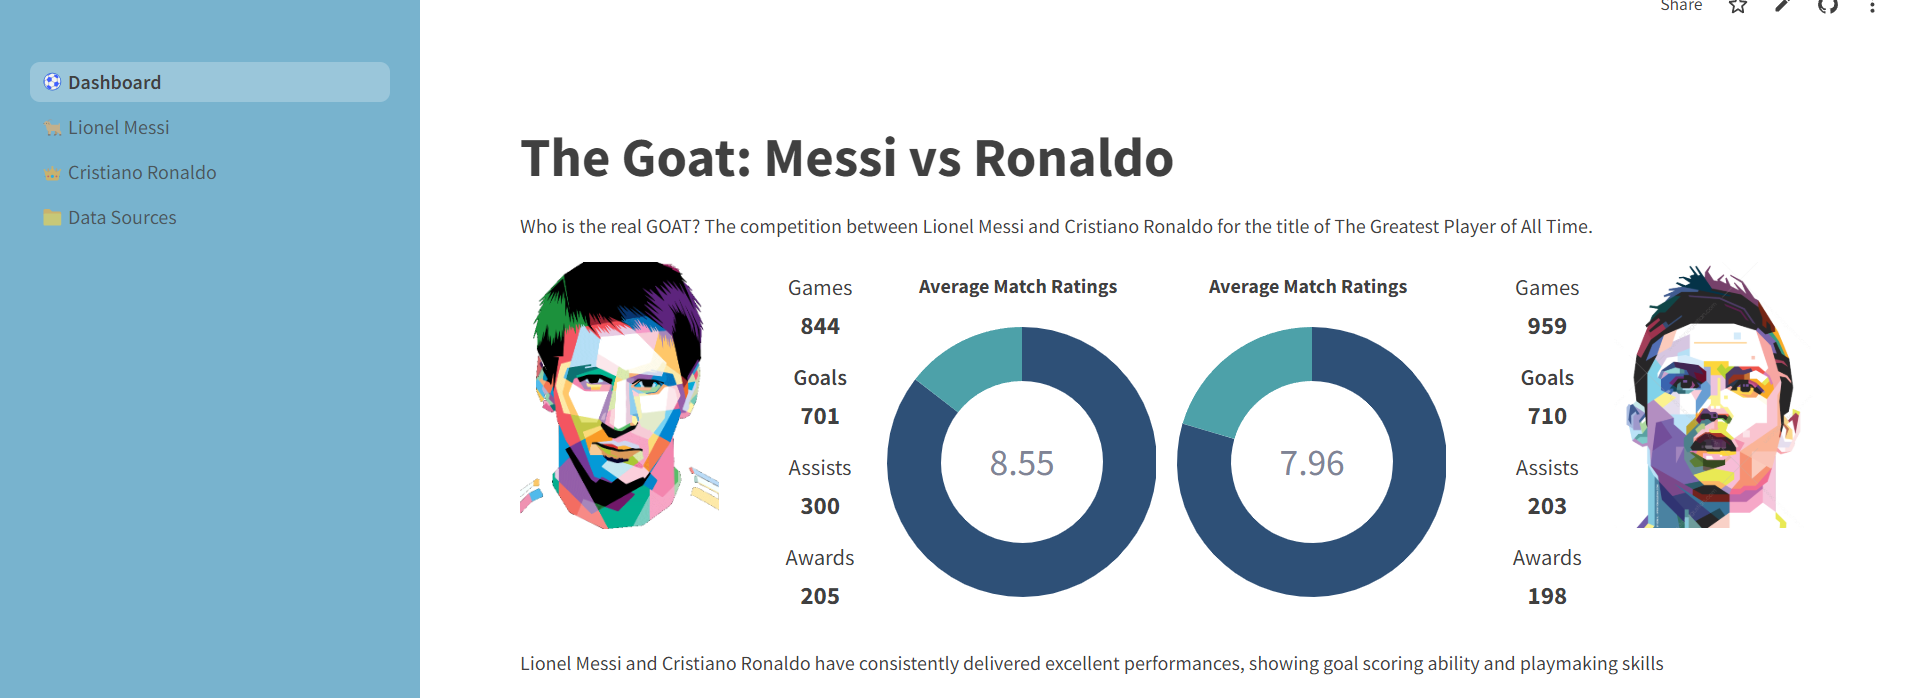 Share
Dashboard
Lionel Messi
Cristiano Ronaldo
Data Sources
The Goat: Messi vs Ronaldo
Who is the real GOAT? The competition between Lionel Messi and Cristiano Ronaldo for the title of The Greatest Player of All Time.
Games
844
Goals
701
Assists
300
Awards
205
Average Match Ratings
8.55
Average Match Ratings
7.96
Games
959
Goals
710
Assists
203
Awards
198
Lionel Messi and Cristiano Ronaldo have consistently delivered excellent performances, showing goal scoring ability and playmaking skills